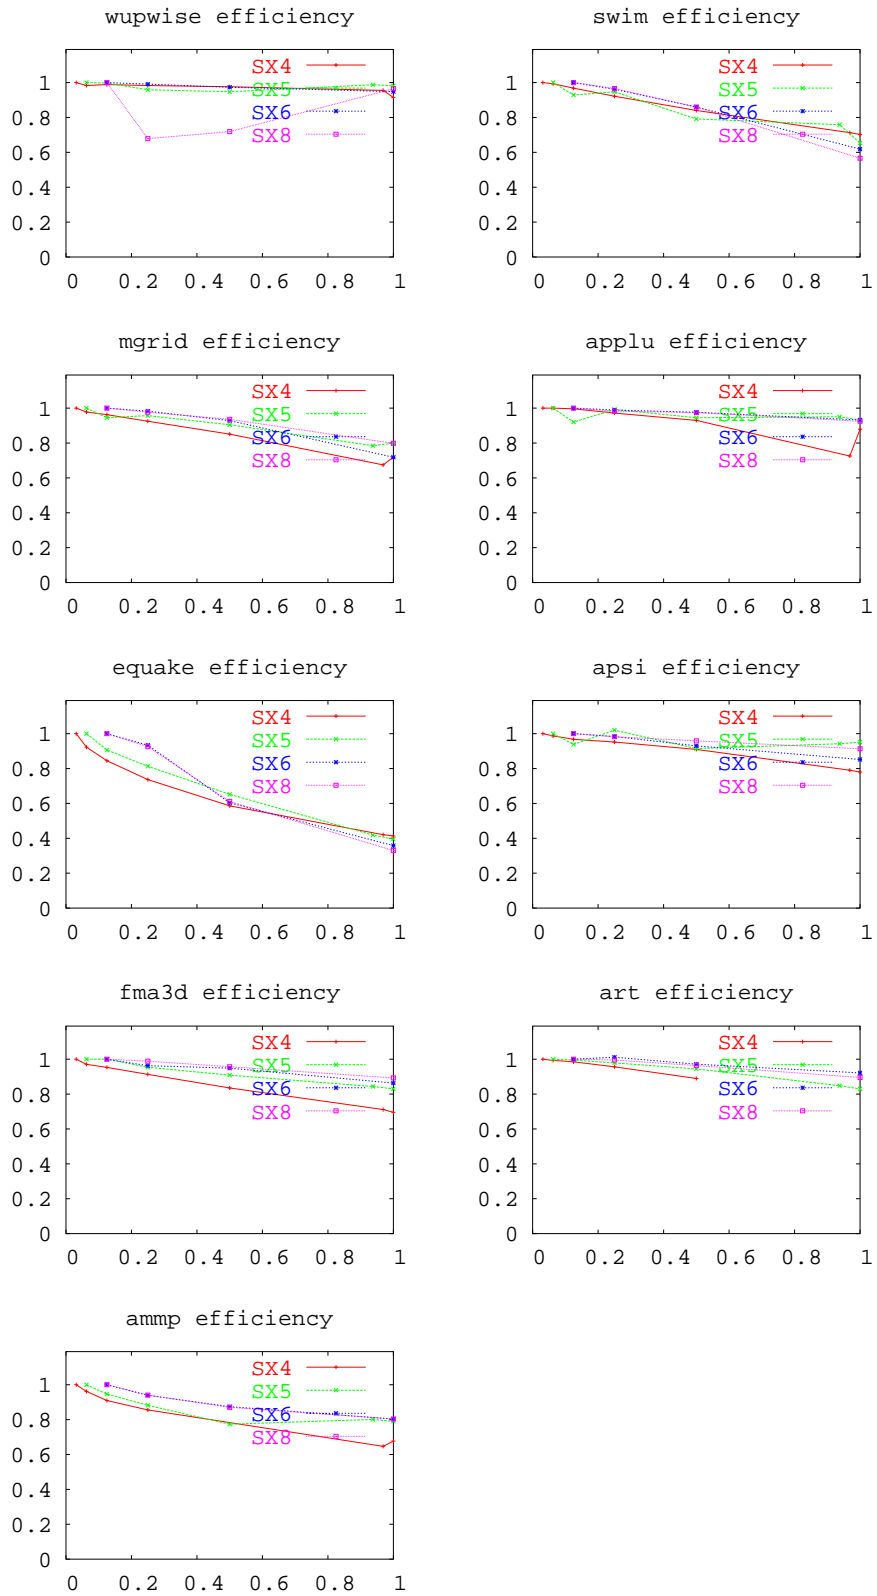 wupwise efficiency
1
0.8
0.6
0.4
0.2
0
0 0.2 0.4 0.6 0.8 1
SX4
SX5
SX6
SX8
swim efficiency
1
0.8
0.6
0.4
0.2
0
0 0.2 0.4 0.6 0.8 1
SX4
SX5
SX6
SX8
mgrid efficiency
1
0.8
0.6
0.4
0.2
0
0 0.2 0.4 0.6 0.8 1
SX4
SX5
SX6
SX8
applu efficiency
1
0.8
0.6
0.4
0.2
0
0 0.2 0.4 0.6 0.8 1
SX4
SX5
SX6
SX8
equake efficiency
1
0.8
0.6
0.4
0.2
0
0 0.2 0.4 0.6 0.8 1
SX4
SX5
SX6
SX8
apsi efficiency
1
0.8
0.6
0.4
0.2
0
0 0.2 0.4 0.6 0.8 1
SX4
SX5
SX6
SX8
fma3d efficiency
1
0.8
0.6
0.4
0.2
0
0 0.2 0.4 0.6 0.8 1
SX4
SX5
SX6
SX8
art efficiency
1
0.8
0.6
0.4
0.2
0
0 0.2 0.4 0.6 0.8 1
SX4
SX5
SX6
SX8
ammp efficiency
1
0.8
0.6
0.4
0.2
0
0 0.2 0.4 0.6 0.8 1
SX4
SX5
SX6
SX8